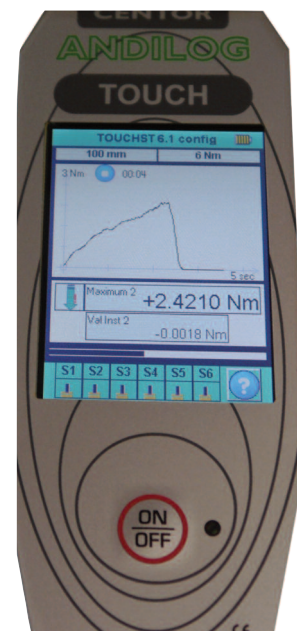 CENTOR
ANDILOG
TOUCH
TOUCHST 6.1 config
100 mm 6 Nm
3 Nm 00:04
5 sec
Maximum 2
+2.4210 Nm
Val Inst 2
-0.0018 Nm
S1 S2 S3 S4 S5 S6 ?
ON
OFF
CE